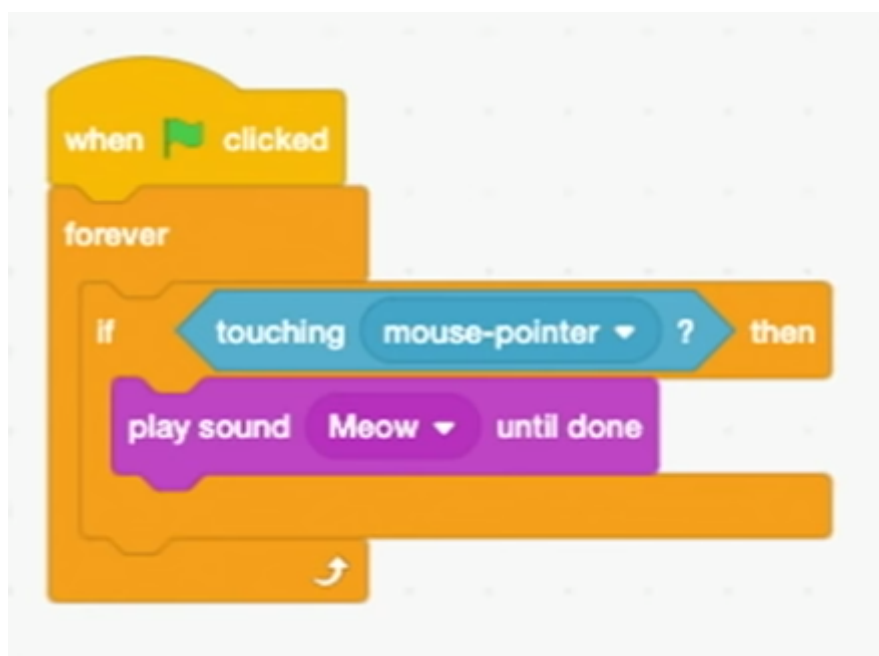 when clicked
forever
if touching mouse-pointer ? then
play sound Meow until done